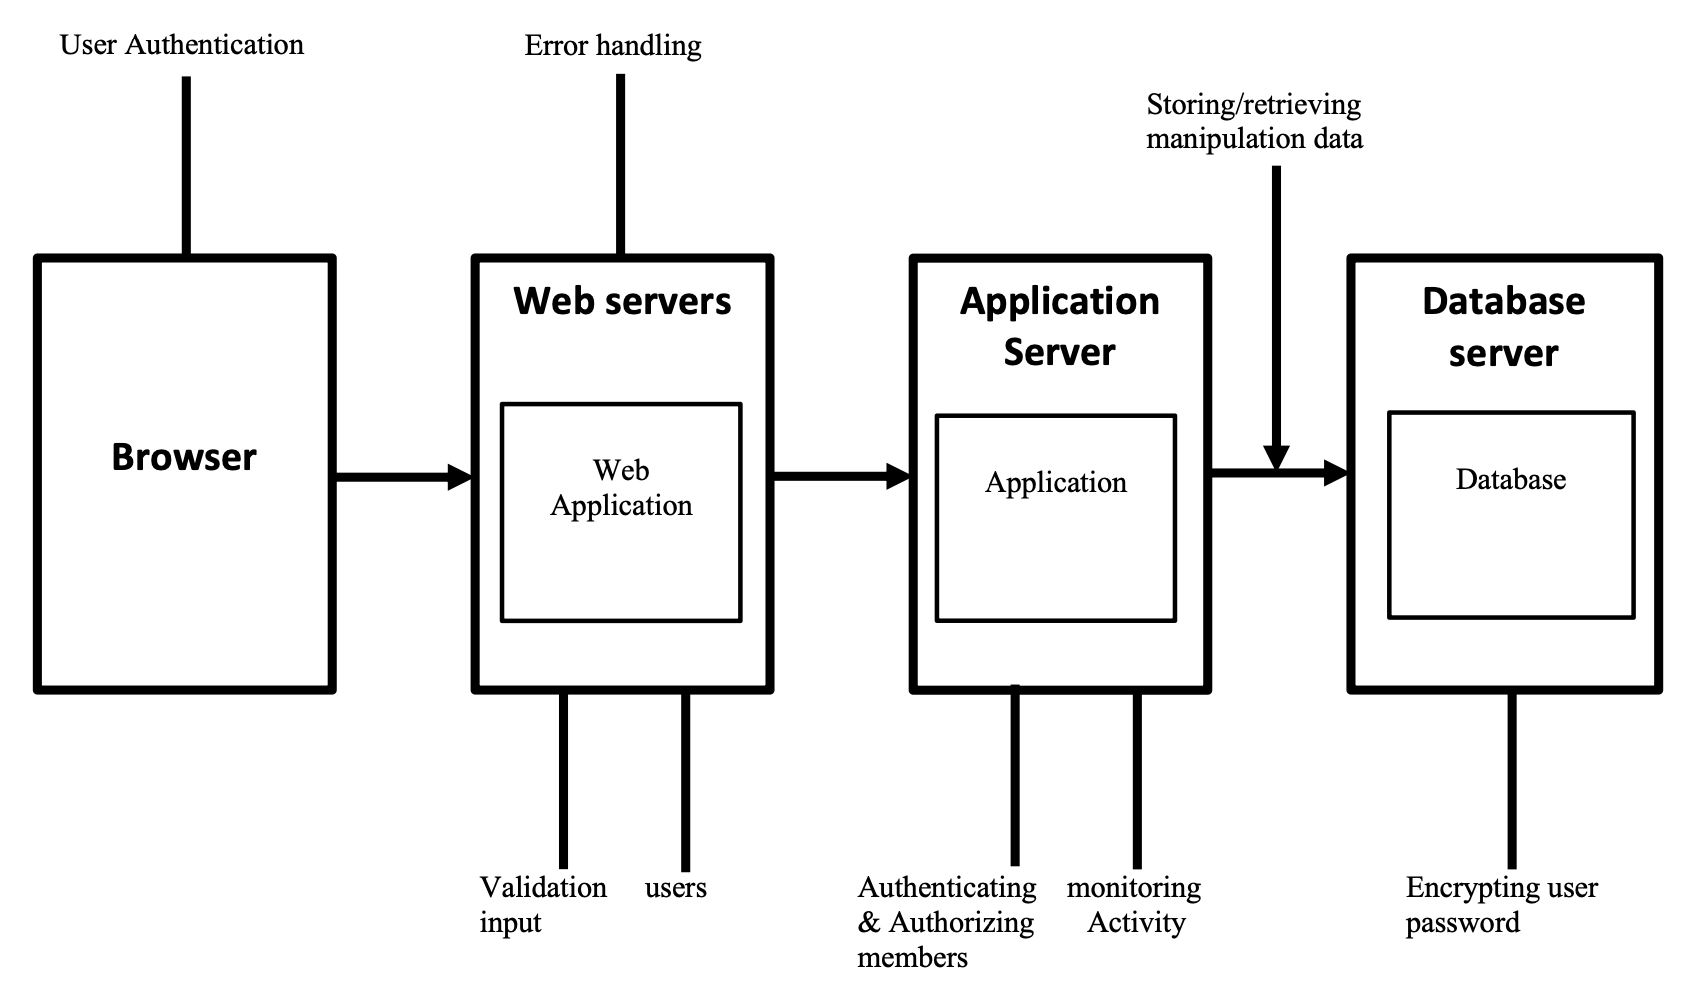 User Authentication
Error handling
Storing/retrieving
manipulation data
Browser
Web servers
Web
Application
Application
Server
Application
Database
server
Database
Validation
input
users
Authenticating
& Authorizing
members
monitoring
Activity
Encrypting user
password